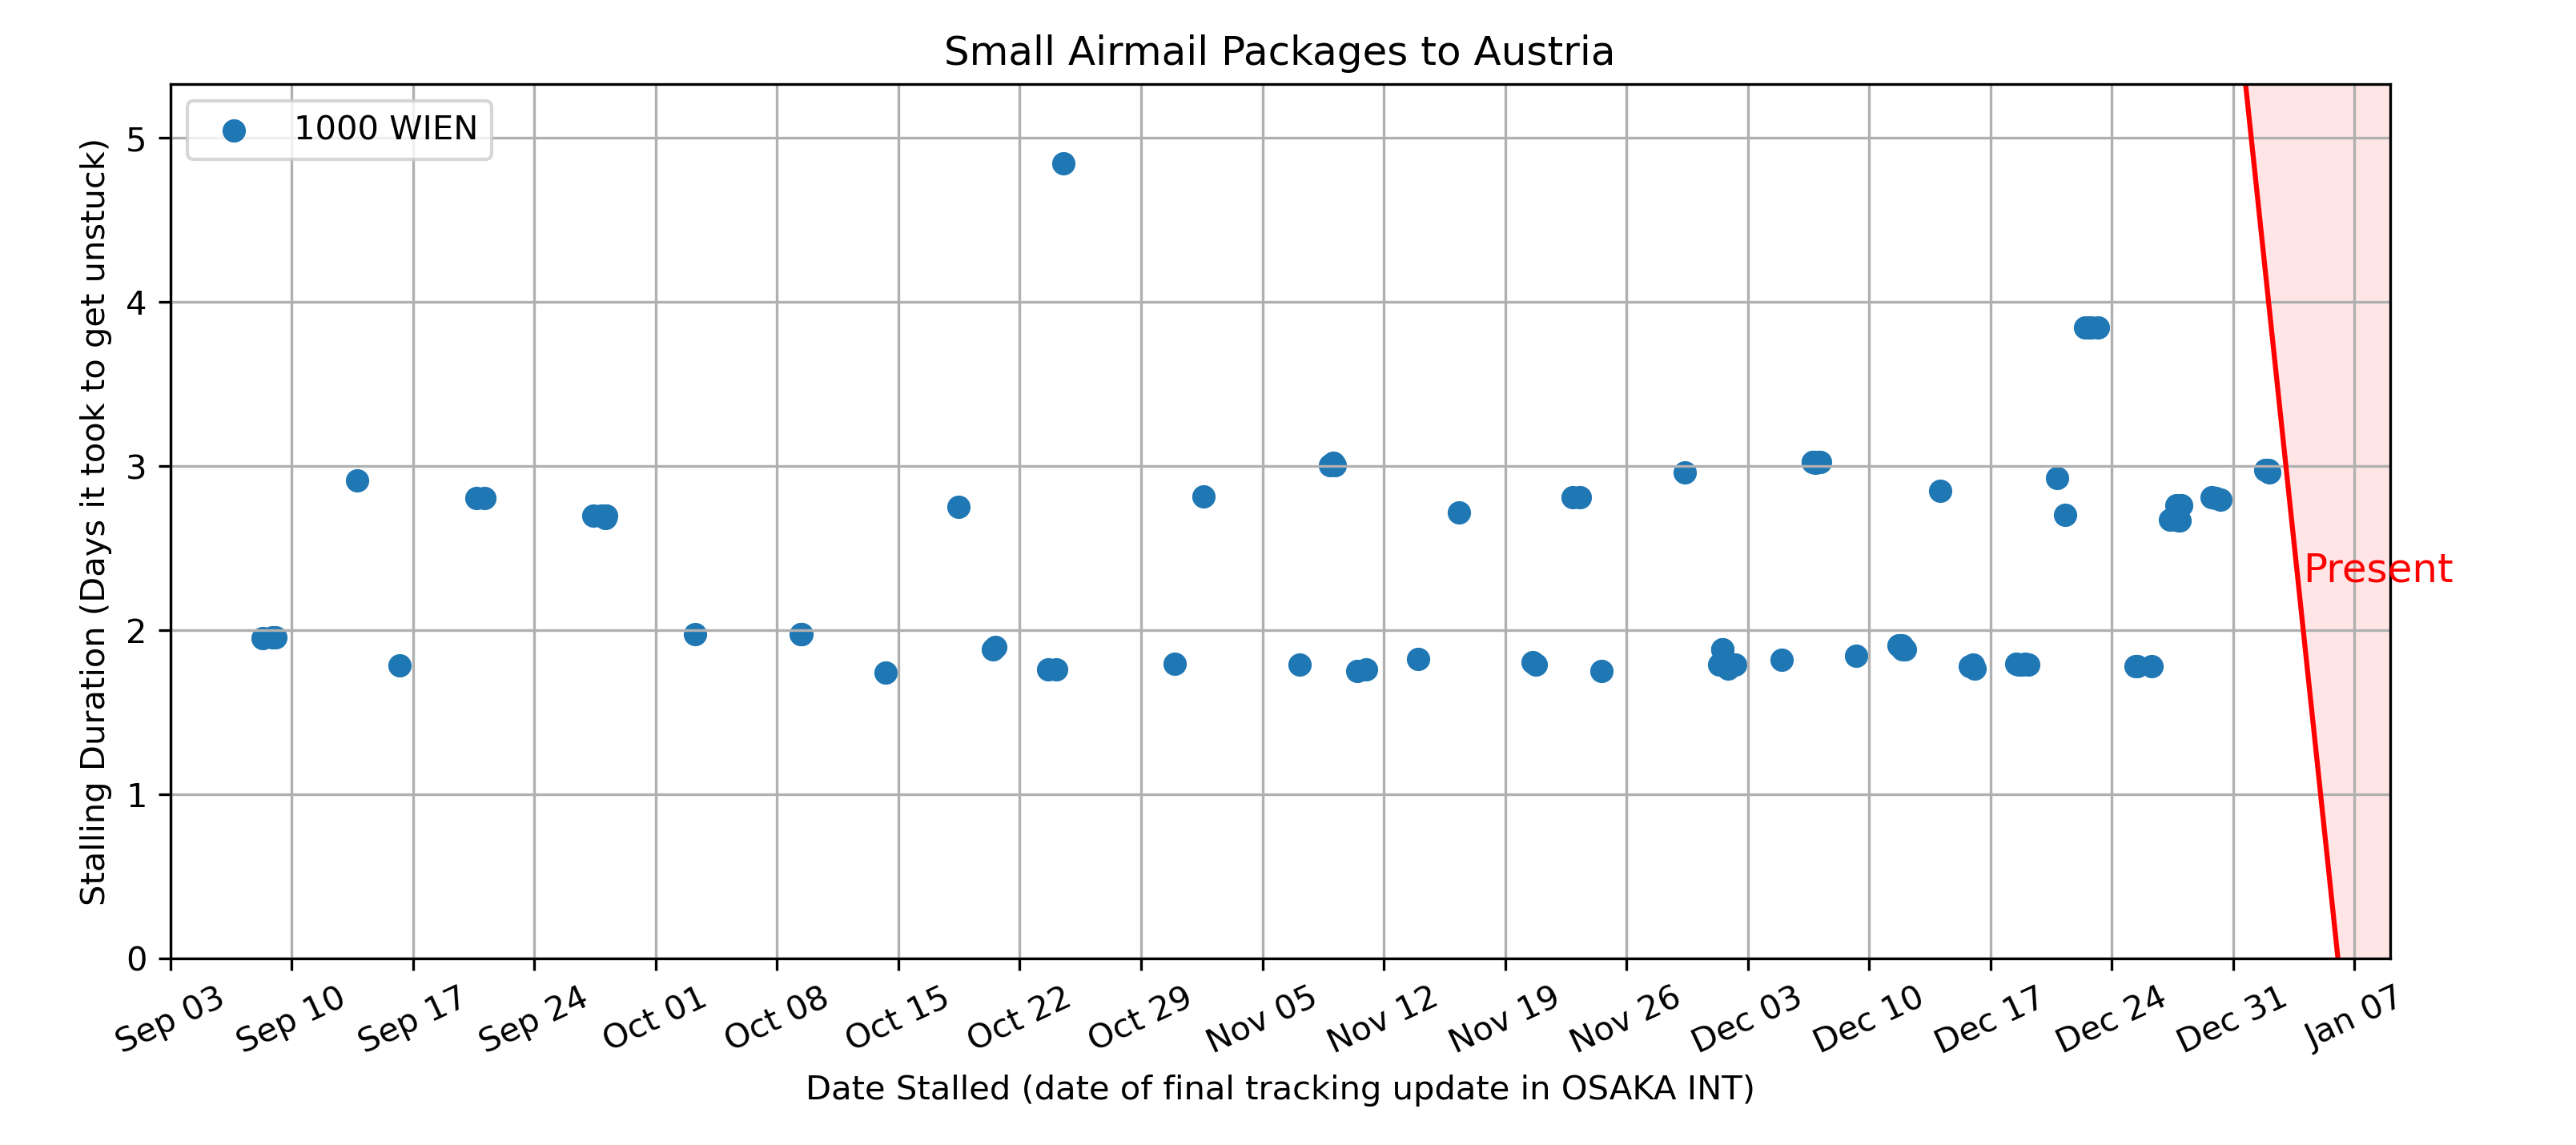 Small Airmail Packages to Austria
1000 WIEN
Stalling Duration (Days it took to get unstuck)
5
4
3
2
1
0
Present
Sep 03
Sep 10
Sep 17
Sep 24
Oct 01
Oct 08
Oct 15
Oct 22
Oct 29
Nov 05
Nov 12
Nov 19
Nov 26
Dec 03
Dec 10
Dec 17
Dec 24
Dec 31
Jan 07
Date Stalled (date of final tracking update in OSAKA INT)